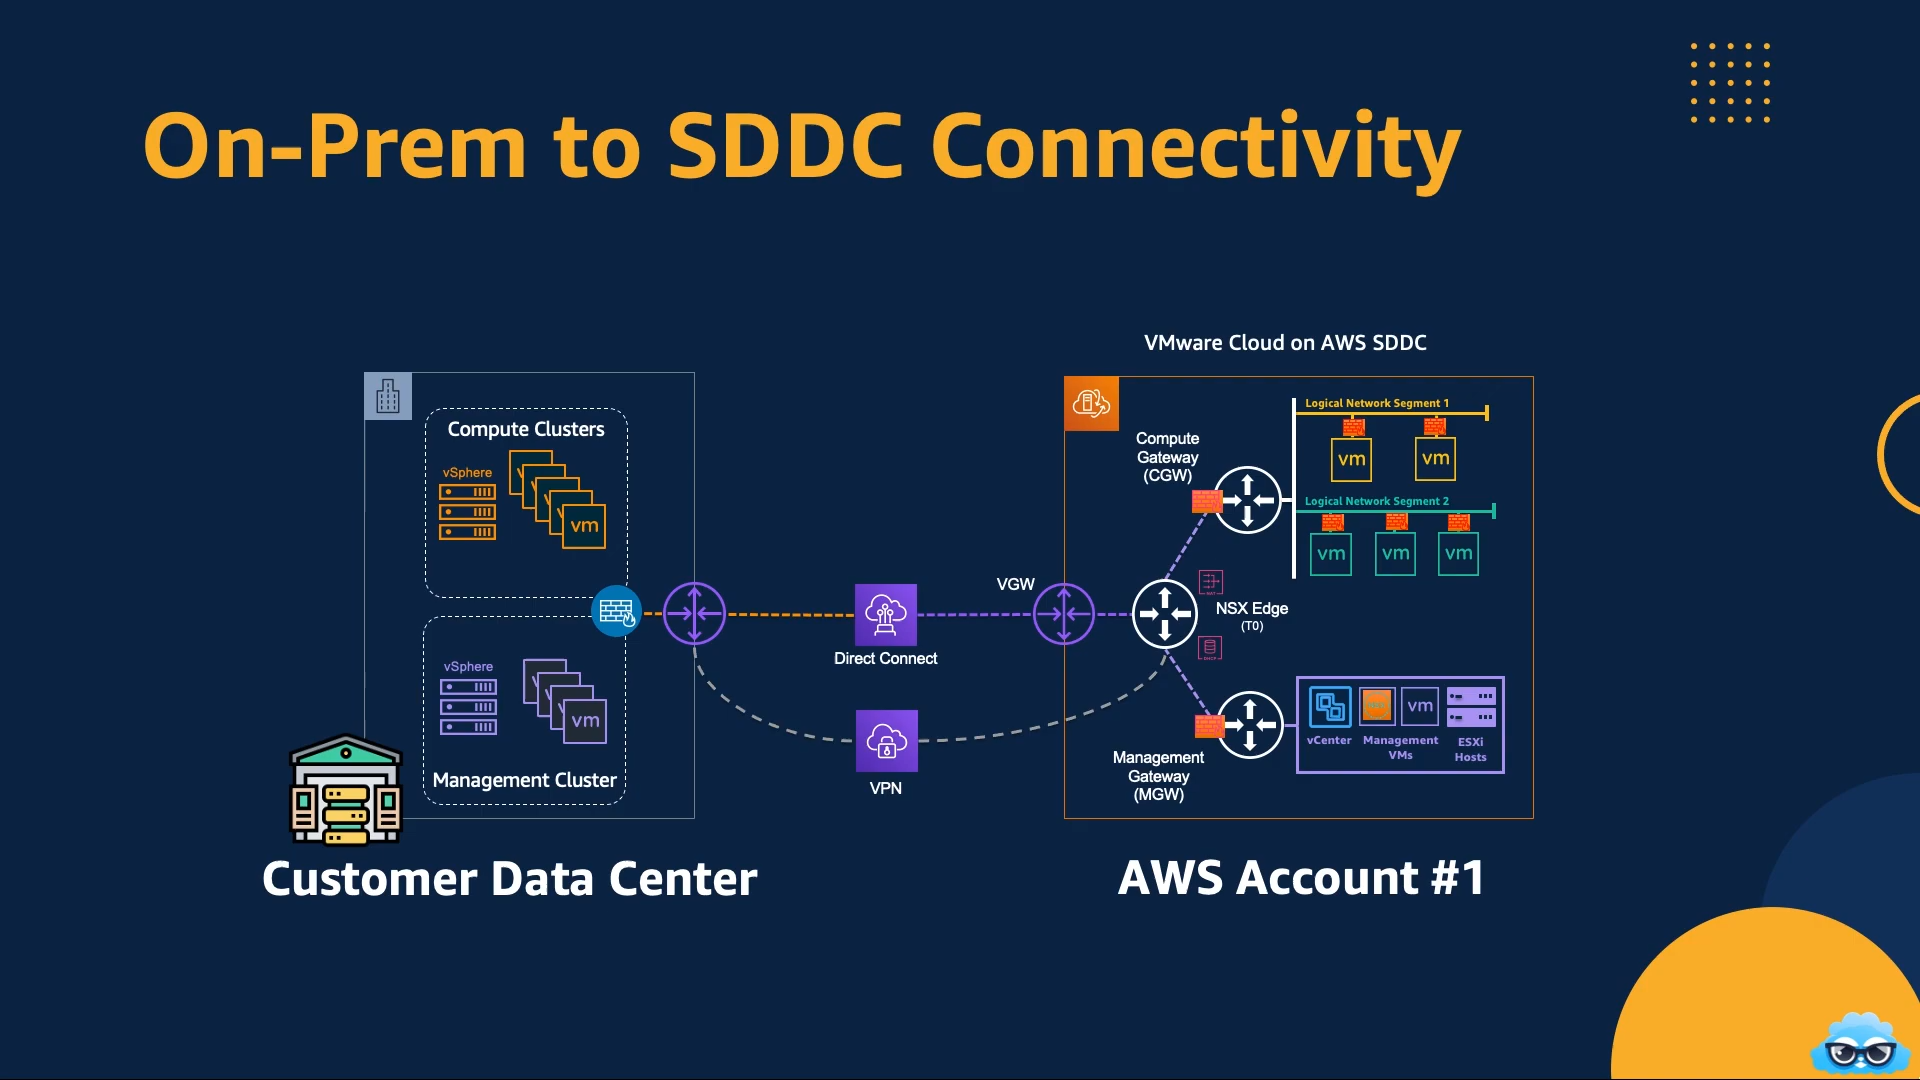 On-Prem to SDDC Connectivity
VMware Cloud on AWS SDDC
Compute Clusters
vSphere
vm
vSphere
vm
Management Cluster
Customer Data Center
Direct Connect
VPN
VGW
Compute
Gateway
(CGW)
Logical Network Segment 1
vm
vm
Logical Network Segment 2
vm
vm
vm
NSX Edge
(T0)
Management
Gateway
(MGW)
vm
vCenter
Management
VMs
ESXi
Hosts
AWS Account #1